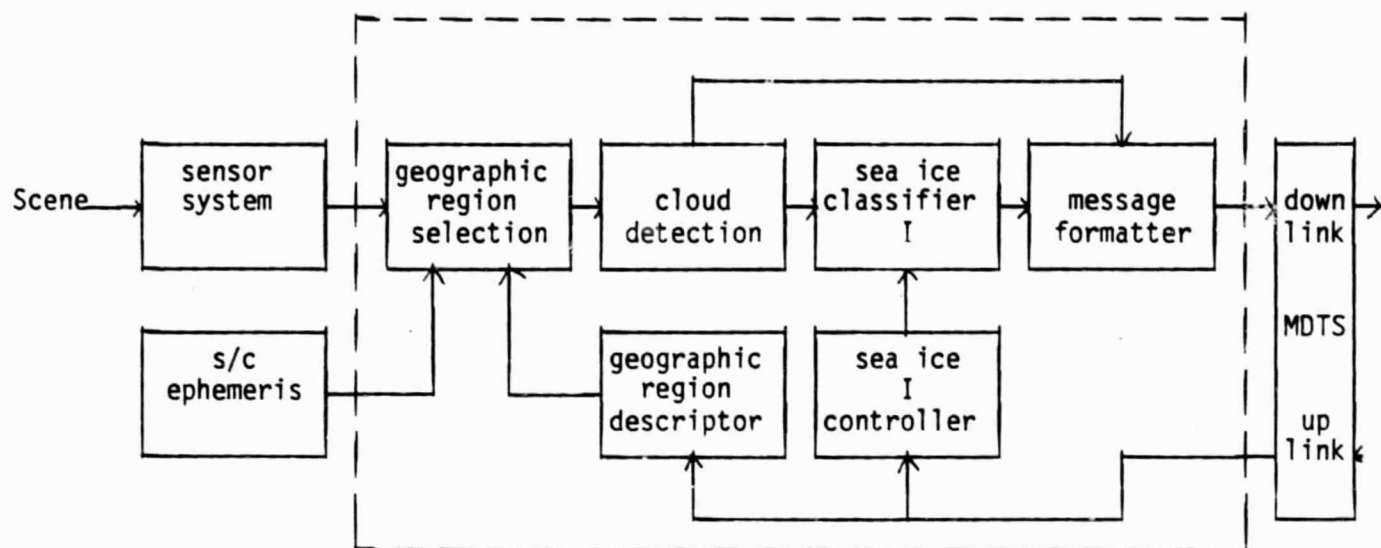 Scene
sensor
system
geographic
region
selection
cloud
detection
sea ice
classifier
I
message
formatter
down
link
MDTS
up
link
s/c
ephemeris
geographic
region
descriptor
sea ice
I
controller